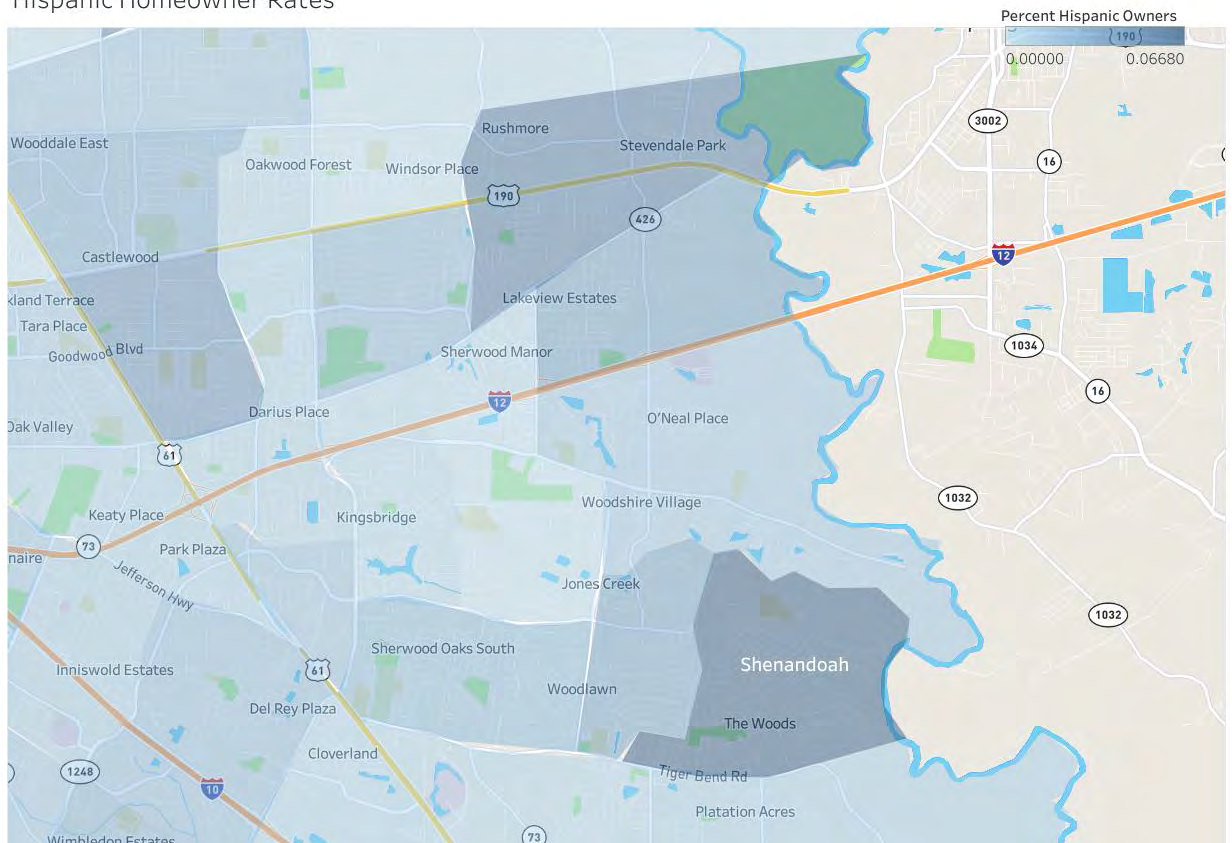 Hispanic Homeowner Rates
Percent Hispanic Owners
190
0.00000 0.06680
Rushmore
3002
Wooddale East
Stevendale Park
Oakwood Forest
Windsor Place
16
190
426
Castlewood
12
Lakeview Estates
kland Terrace
Tara Place
Goodwood Blvd
Sherwood Manor
1034
16
12
Darius Place
O'Neal Place
Oak Valley
61
1032
Woodshire Village
Keaty Place
Kingsbridge
73
Park Plaza
naire
Jefferson Hwy
Jones Creek
1032
Sherwood Oaks South
Shenandoah
Inniswold Estates
61
Woodlawn
Del Rey Plaza
The Woods
Cloverland
1248
Tiger Bend Rd
10
Platation Acres
73
Wimbledon Estates